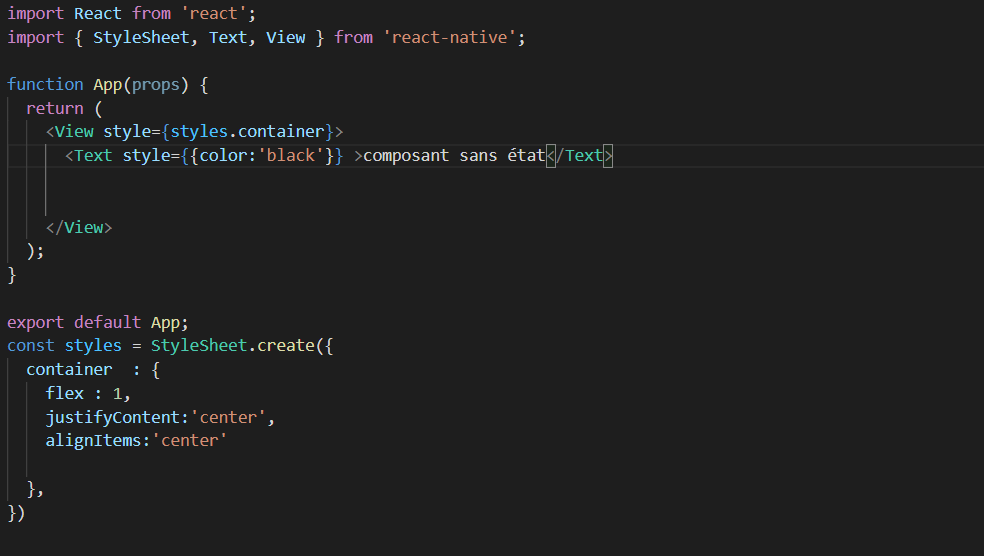 import React from 'react';
import { StyleSheet, Text, View } from 'react-native';
function App(props) {
return (
<View style={styles.container}>
<Text style={{color:'black'}} >composant sans état</Text>
</View>
);
}
export default App;
const styles = StyleSheet.create({
container  : {
flex : 1,
justifyContent:'center',
alignItems:'center'
},
})